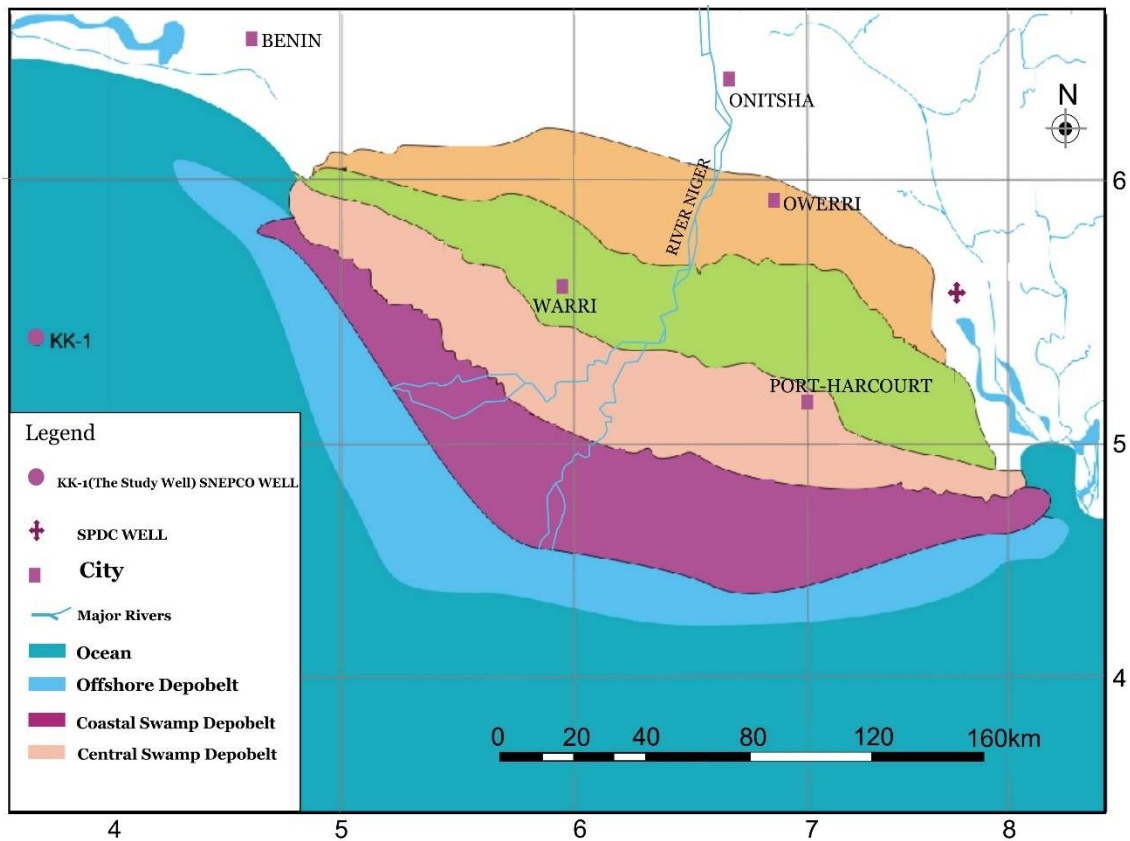 BENIN
ONITSHA
N
6
RIVER NIGER
OWERRI
WARRI
KK-1
PORT-HARCOURT
Legend
KK-1(The Study Well) SNEPCO WELL
SPDC WELL
City
Major Rivers
Ocean
Offshore Depobelt
Coastal Swamp Depobelt
Central Swamp Depobelt
5
4
0 20 40 80 120 160km
4 5 6 7 8